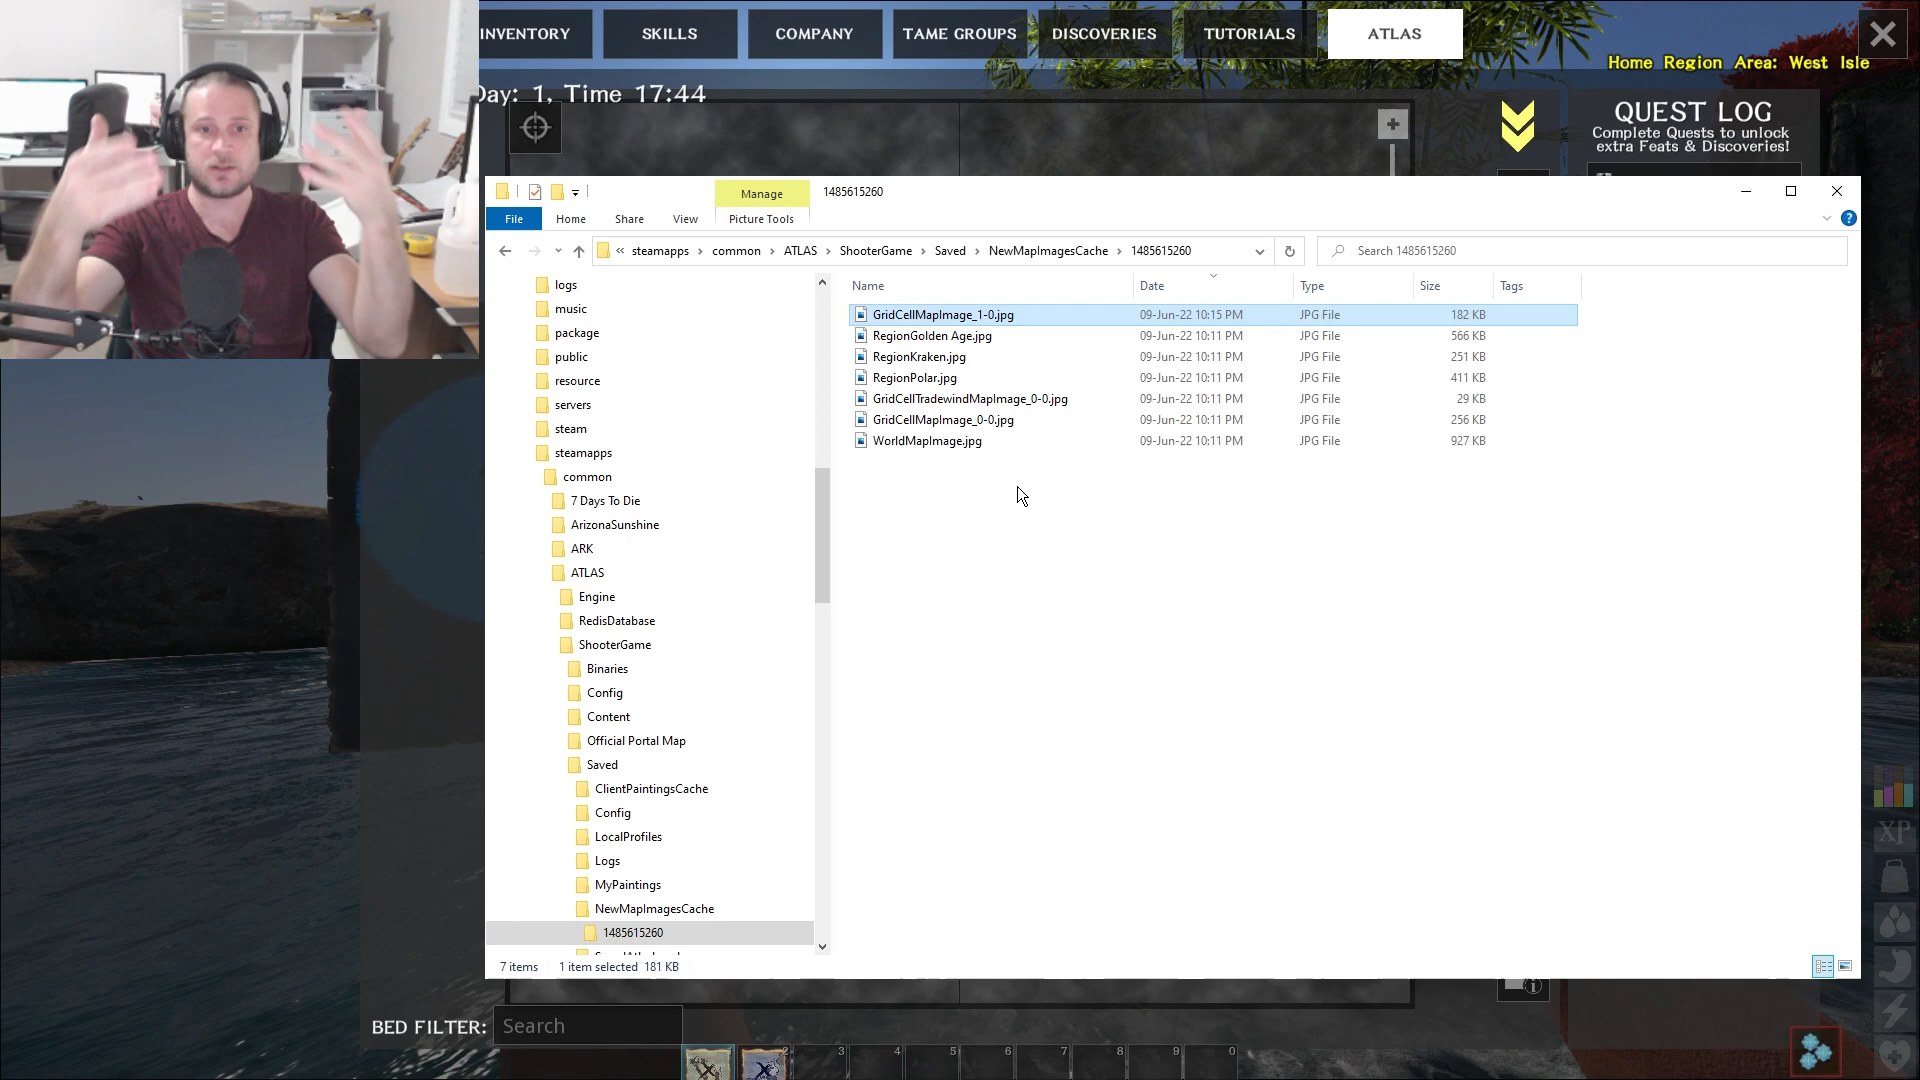 INVENTORY
SKILLS
COMPANY
TAME GROUPS
DISCOVERIES
TUTORIALS
ATLAS
Home Region Area: West Isle
Day: 1, Time 17:44
QUEST LOG
Complete Quests to unlock
extra Feats & Discoveries!
Manage
1485615260
File
Home
Share
View
Picture Tools
steamapps > common > ATLAS > ShooterGame > Saved > NewMapImagesCache > 1485615260
Search 1485615260
Name
Date
Type
Size
Tags
GridCellMapImage_1-0.jpg 09-Jun-22 10:15 PM JPG File 182 KB
RegionGolden Age.jpg 09-Jun-22 10:11 PM JPG File 566 KB
RegionKraken.jpg 09-Jun-22 10:11 PM JPG File 251 KB
RegionPolar.jpg 09-Jun-22 10:11 PM JPG File 411 KB
GridCellTradewindMapImage_0-0.jpg 09-Jun-22 10:11 PM JPG File 29 KB
GridCellMapImage_0-0.jpg 09-Jun-22 10:11 PM JPG File 256 KB
WorldMapImage.jpg 09-Jun-22 10:11 PM JPG File 927 KB
logs
music
package
public
resource
servers
steam
steamapps
common
7 Days To Die
ArizonaSunshine
ARK
ATLAS
Engine
RedisDatabase
ShooterGame
Binaries
Config
Content
Official Portal Map
Saved
ClientPaintingsCache
Config
LocalProfiles
Logs
MyPaintings
NewMapImagesCache
1485615260
7 items
1 item selected 181 KB
XP
BED FILTER:
Search
2 3 4 5 6 7 8 9 0